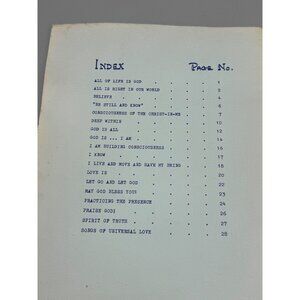 INDEX PAGE NO.
ALL OF LIFE IS GOD . . . . . 1
ALL IS RIGHT IN OUR WORLD . . . . . 2
BELIEVE . . . . . 4
"BE STILL AND KNOW" . . . . . 6
CONSCIOUSNESS OF THE CHRIST-IN-ME . . . . . 7
DEEP WITHIN . . . . . 10
GOD IS ALL . . . . . 12
GOD IS ... I AM . . . . . 14
I AM BUILDING CONSCIOUSNESS . . . . . 14
I KNOW . . . . . 17
I LIVE AND MOVE AND HAVE MY BEING . . . . . 18
LOVE IS . . . . . 20
LET GO AND LET GOD . . . . . 22
MAY GOD BLESS YOU! . . . . . 23
PRACTICING THE PRESENCE . . . . . 24
PRAISE GOD! . . . . . 26
SPIRIT OF TRUTH . . . . . 27
SONGS OF UNIVERSAL LOVE . . . . . 28